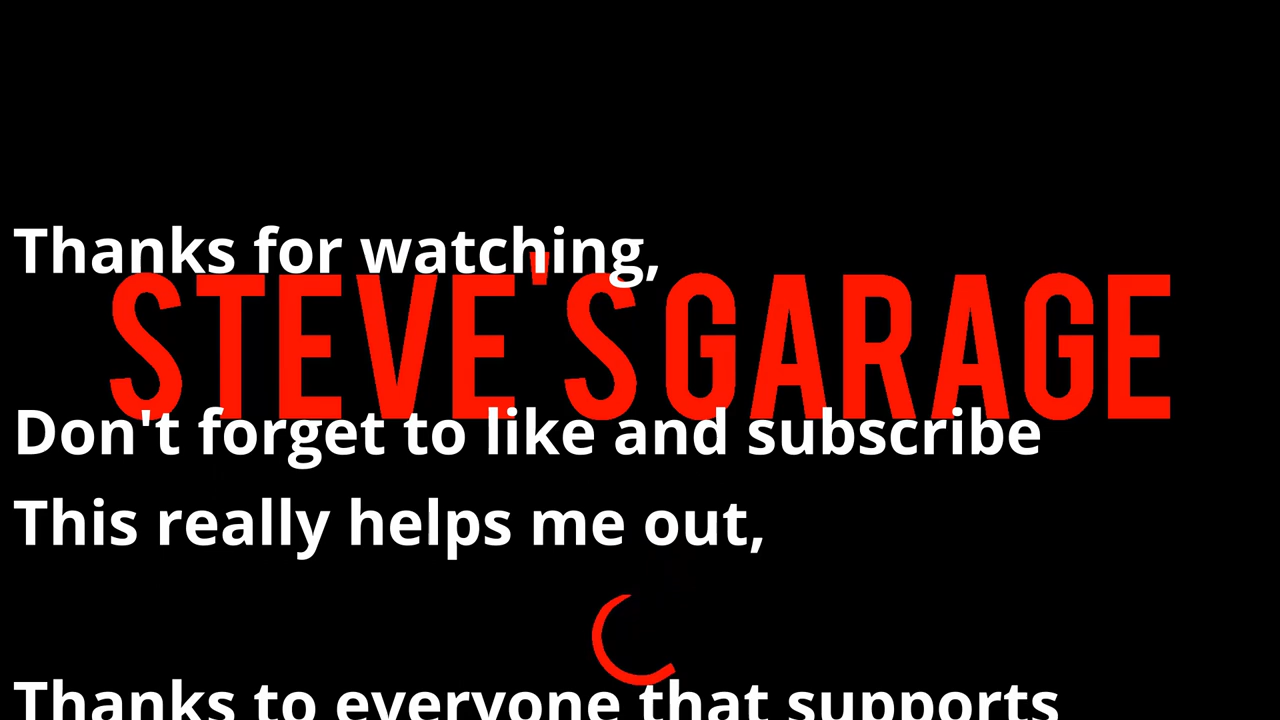 Thanks for watching,
STEVE'S GARAGE
Don't forget to like and subscribe
This really helps me out,
Thanks to everyone that supports